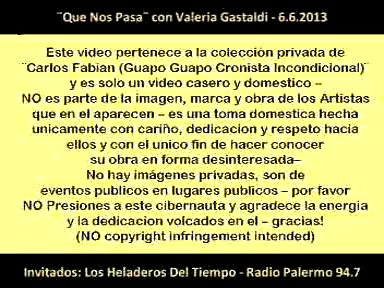 ¨Que Nos Pasa¨ con Valeria Gastaldi - 6.6.2013
Este video pertenece a la colección privada de
¨Carlos Fabian (Guapo Guapo Cronista Incondicional)¨
y es solo un video casero y domestico –
NO es parte de la imagen, marca y obra de los Artistas
que en el aparecen – es una toma domestica hecha
unicamente con cariño, dedicacion y respeto hacia
ellos y con el unico fin de hacer conocer
su obra en forma desinteresada–
No hay imágenes privadas, son de
eventos publicos en lugares publicos – por favor
NO Presiones a este cibernauta y agradece la energia
y la dedicacion volcados en el – gracias!
(NO copyright infringement intended)
Invitados: Los Heladeros Del Tiempo - Radio Palermo 94.7